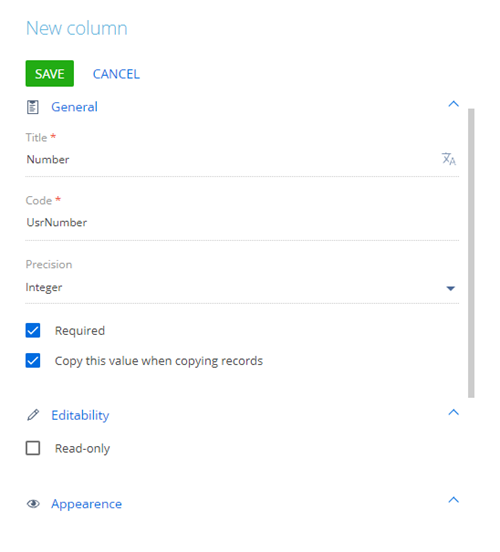 New column
SAVE CANCEL
General
Title *
Number
Code *
UsrNumber
Precision
Integer
Required
Copy this value when copying records
Editability
Read-only
Appearence